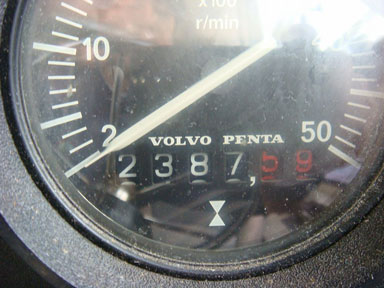 x100
r/min
10
2 VOLVO PENTA 50
2387,59